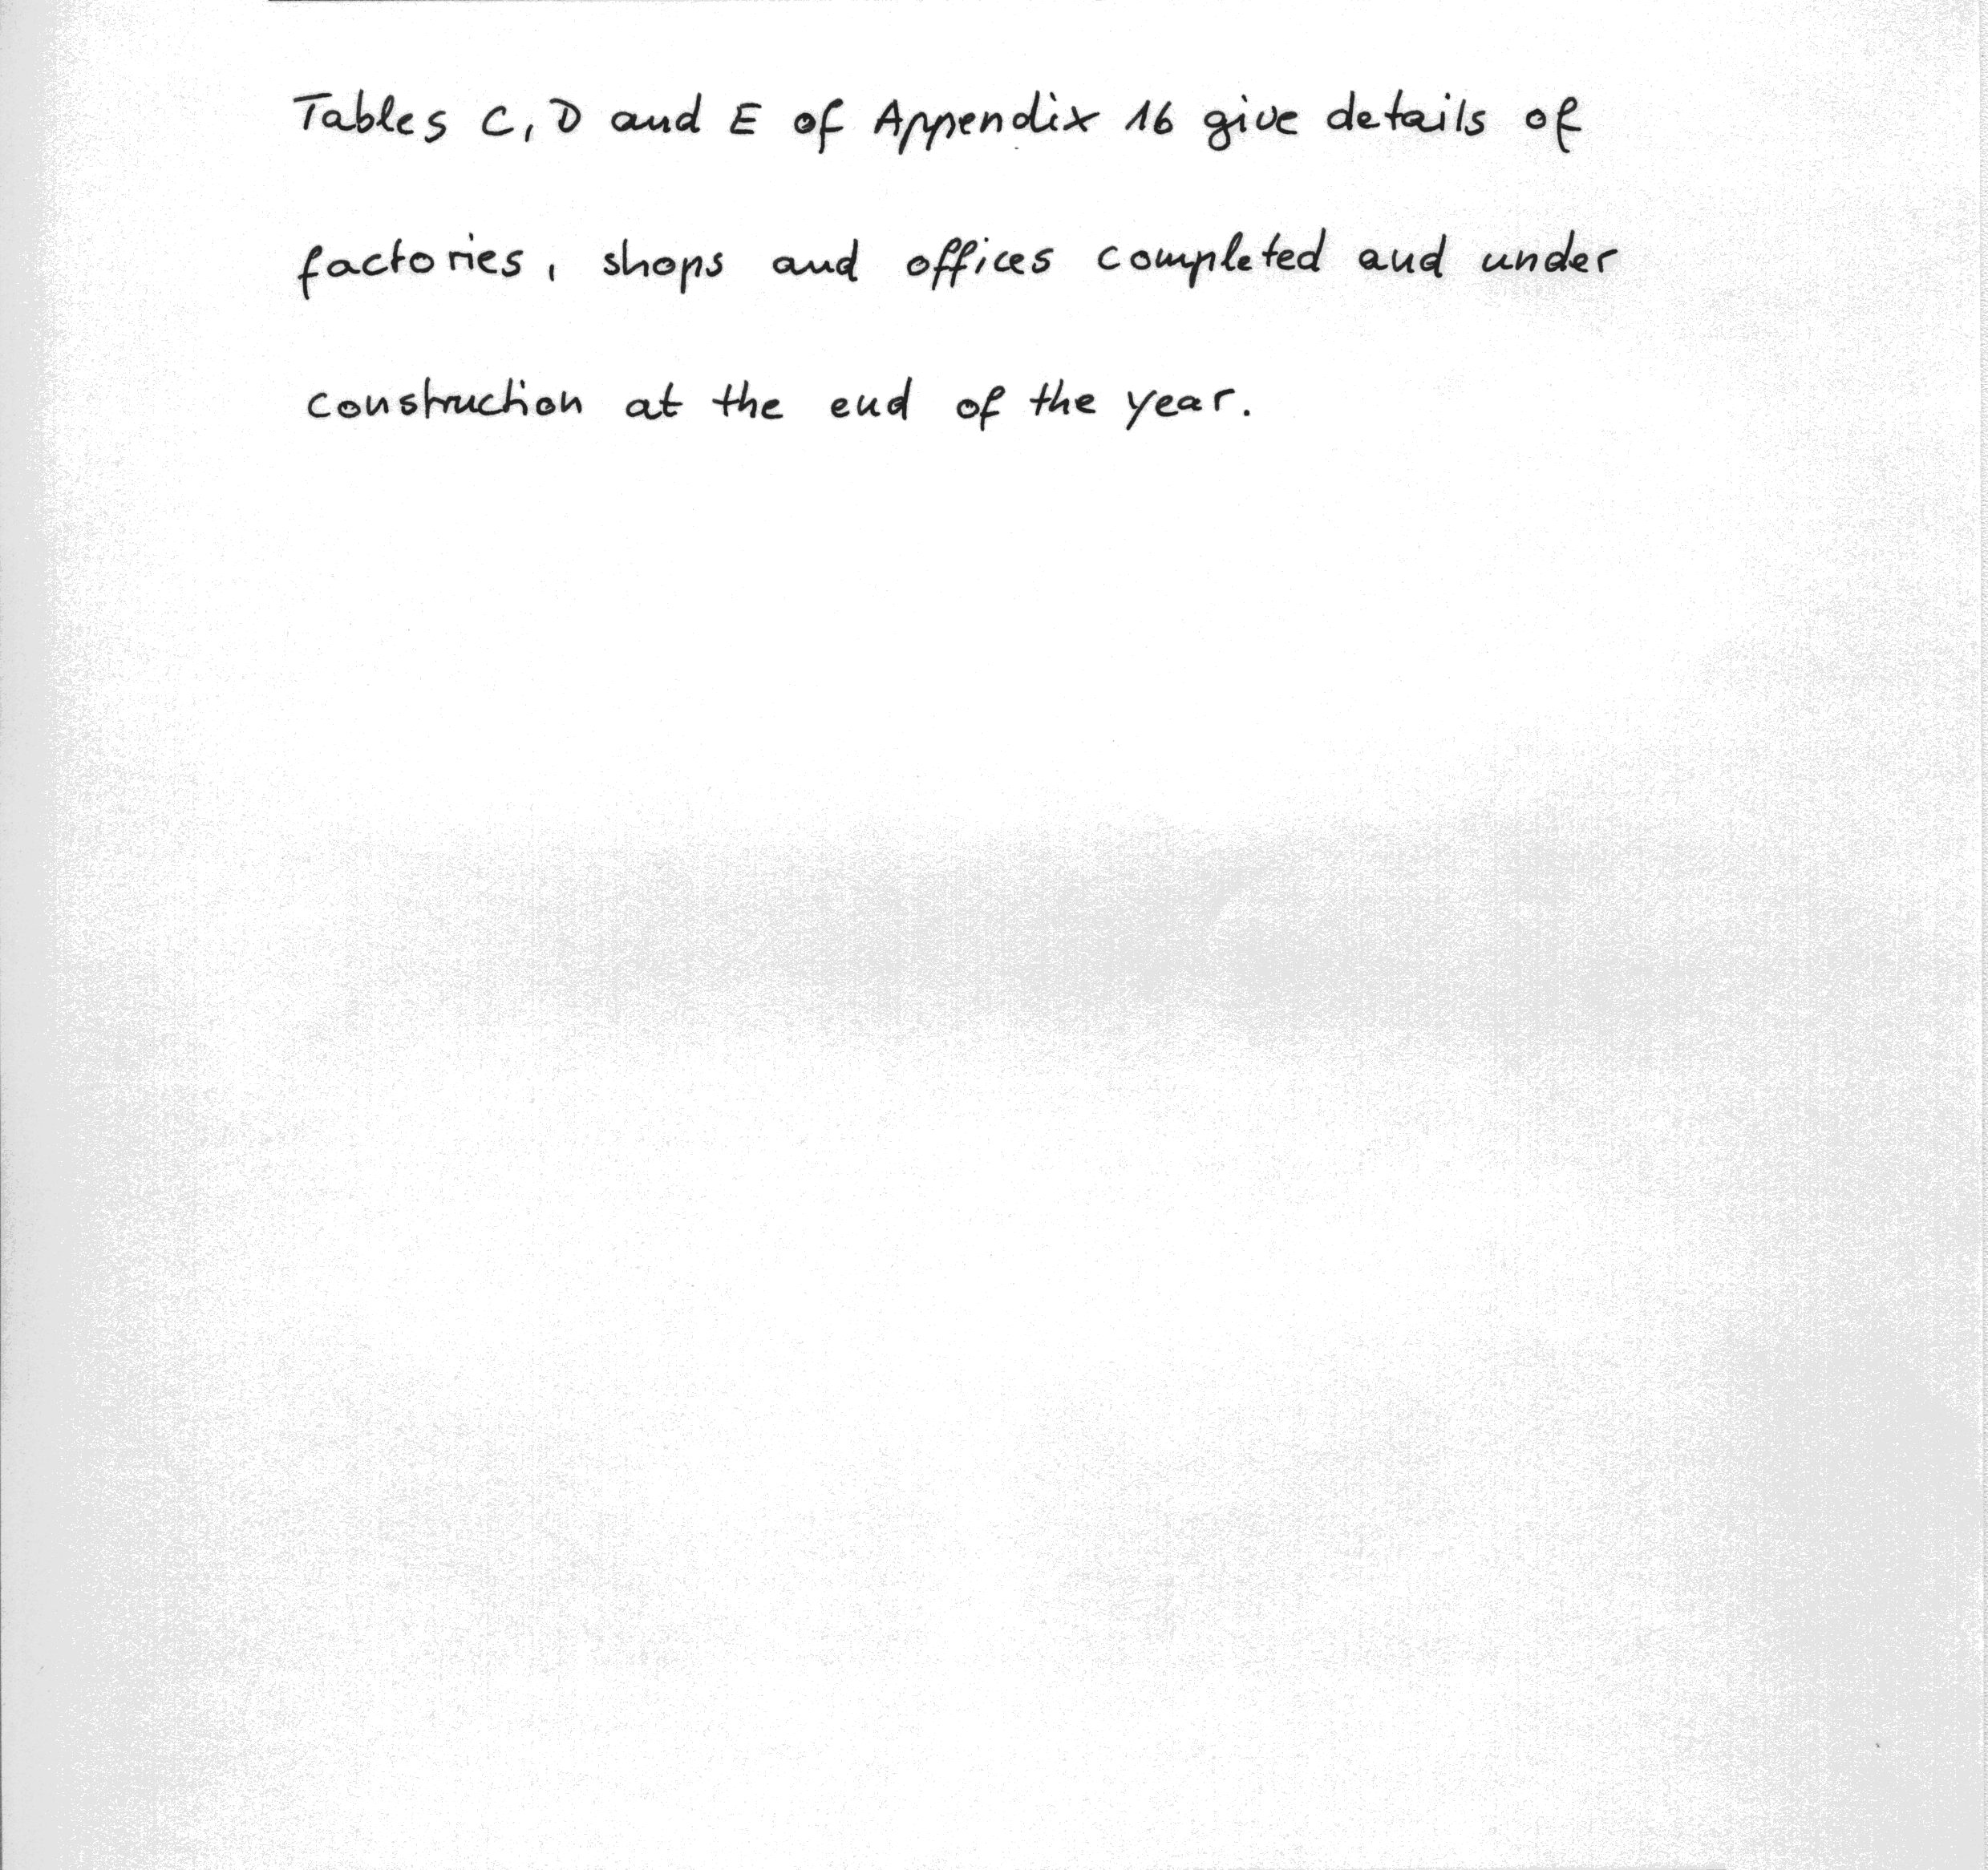 Tables C, D and E of Appendix 16 give details of
factories, shops and offices completed and under
construction at the end of the year.